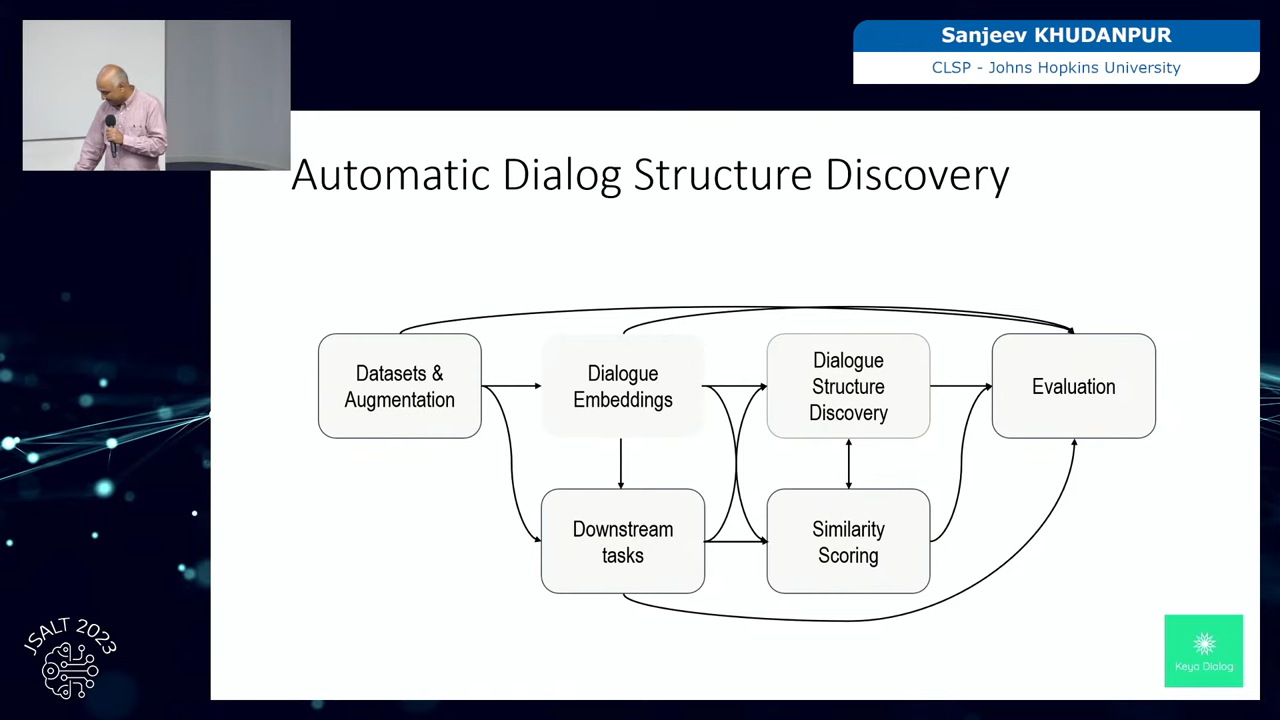 Sanjeev KHUDANPUR
CLSP - Johns Hopkins University
Automatic Dialog Structure Discovery
Datasets &
Augmentation
Dialogue
Embeddings
Dialogue
Structure
Discovery
Evaluation
Downstream
tasks
Similarity
Scoring
JSALT 2023
Keya Dialog